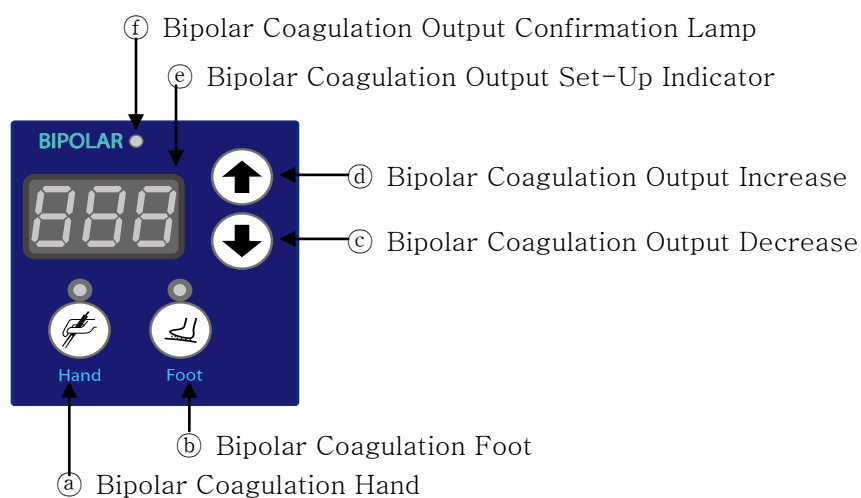 ⓕ Bipolar Coagulation Output Confirmation Lamp
ⓔ Bipolar Coagulation Output Set-Up Indicator
BIPOLAR
888
ⓓ Bipolar Coagulation Output Increase
ⓒ Bipolar Coagulation Output Decrease
Hand
Foot
ⓑ Bipolar Coagulation Foot
ⓐ Bipolar Coagulation Hand